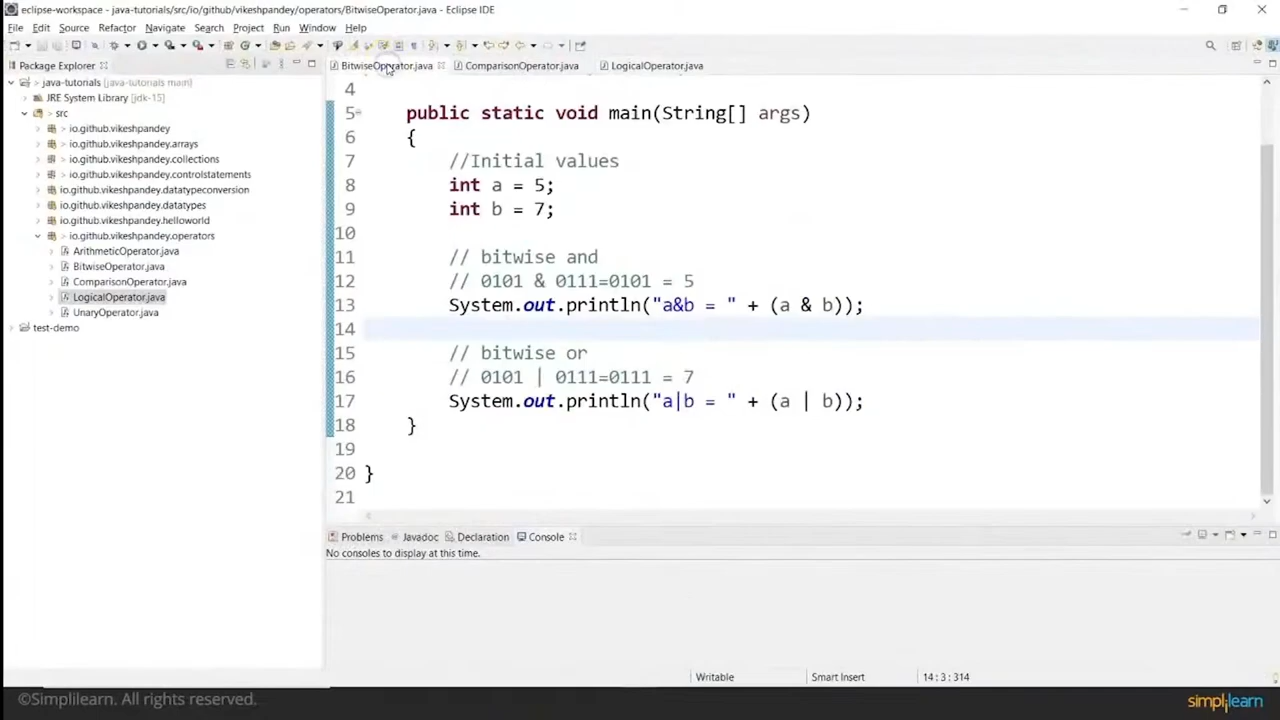 eclipse-workspace - java-tutorials/src/io/github/vikeshpandey/operators/BitwiseOperator.java - Eclipse IDE
File Edit Source Refactor Navigate Search Project Run Window Help
Package Explorer
BitwiseOperator.java ComparisonOperator.java LogicalOperator.java
> java-tutorials [java-tutorials main]
JRE System Library [jdk-15]
> src
> io.github.vikeshpandey
> io.github.vikeshpandey.arrays
> io.github.vikeshpandey.collections
> io.github.vikeshpandey.controlstatements
io.github.vikeshpandey.datatypeconversion
io.github.vikeshpandey.datatypes
io.github.vikeshpandey.helloworld
> io.github.vikeshpandey.operators
ArithmeticOperator.java
BitwiseOperator.java
ComparisonOperator.java
LogicalOperator.java
UnaryOperator.java
test-demo
4
5 public static void main(String[] args)
6 {
7 //Initial values
8 int a = 5;
9 int b = 7;
10
11 // bitwise and
12 // 0101 & 0111=0101 = 5
13 System.out.println("a&b = " + (a & b));
14
15 // bitwise or
16 // 0101 | 0111=0111 = 7
17 System.out.println("a|b = " + (a | b));
18 }
19
20 }
21
Problems Javadoc Declaration Console
No consoles to display at this time.
Writable Smart Insert 14 : 3 : 314
©Simplilearn. All rights reserved.
simplilearn